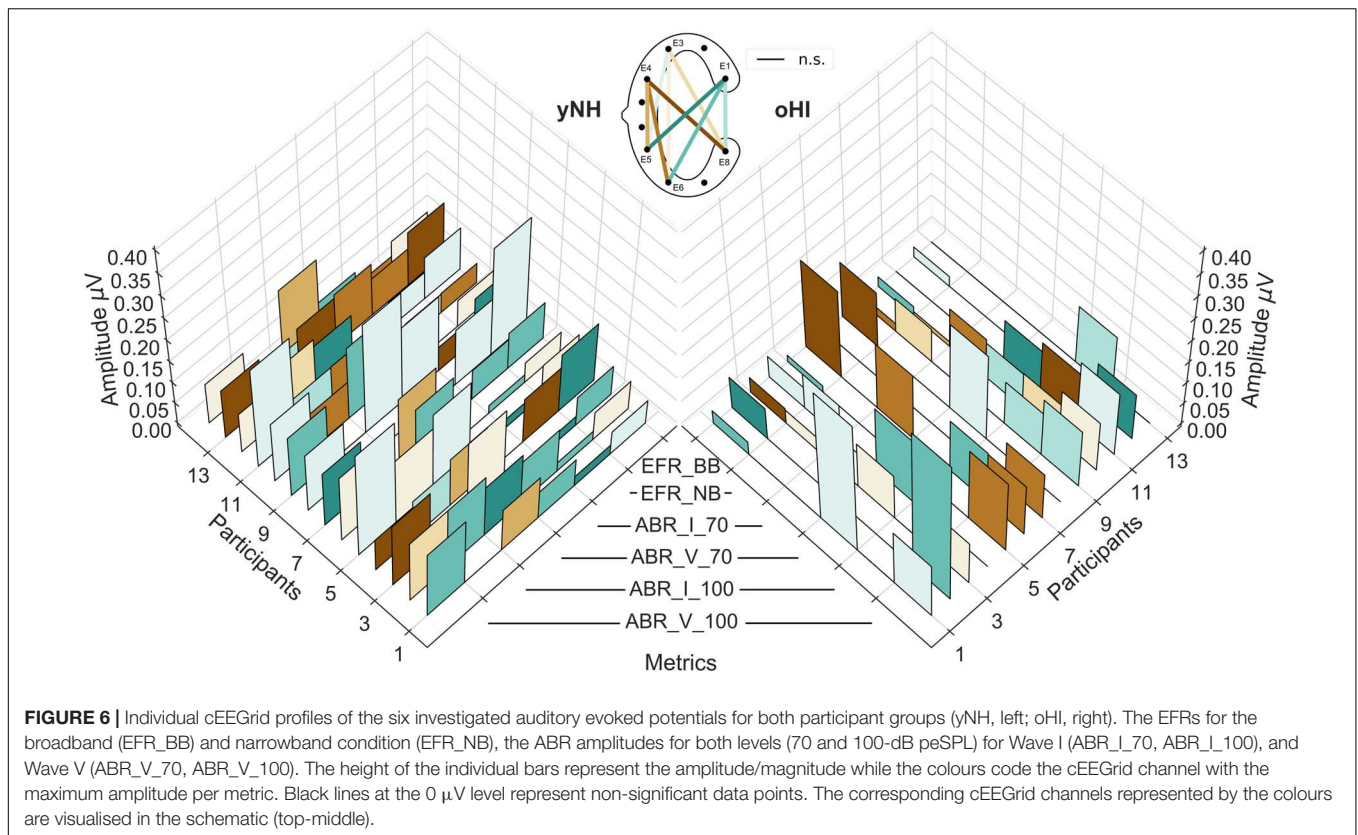 E3
n.s.
E4
E1
yNH
oHI
E5
E8
E6
0.40
0.35
0.30
0.25
0.20
0.15
0.10
0.05
0.00
Amplitude μV
0.40
0.35
0.30
0.25
0.20
0.15
0.10
0.05
0.00
Amplitude μV
13
11
9
7
5
3
1
Participants
13
11
9
7
5
3
1
Participants
EFR_BB
EFR_NB
ABR_I_70
ABR_V_70
ABR_I_100
ABR_V_100
Metrics
FIGURE 6 | Individual cEEGrid profiles of the six investigated auditory evoked potentials for both participant groups (yNH, left; oHI, right). The EFRs for the
broadband (EFR_BB) and narrowband condition (EFR_NB), the ABR amplitudes for both levels (70 and 100-dB peSPL) for Wave I (ABR_I_70, ABR_I_100), and
Wave V (ABR_V_70, ABR_V_100). The height of the individual bars represent the amplitude/magnitude while the colours code the cEEGrid channel with the
maximum amplitude per metric. Black lines at the 0 μV level represent non-significant data points. The corresponding cEEGrid channels represented by the colours
are visualised in the schematic (top-middle).